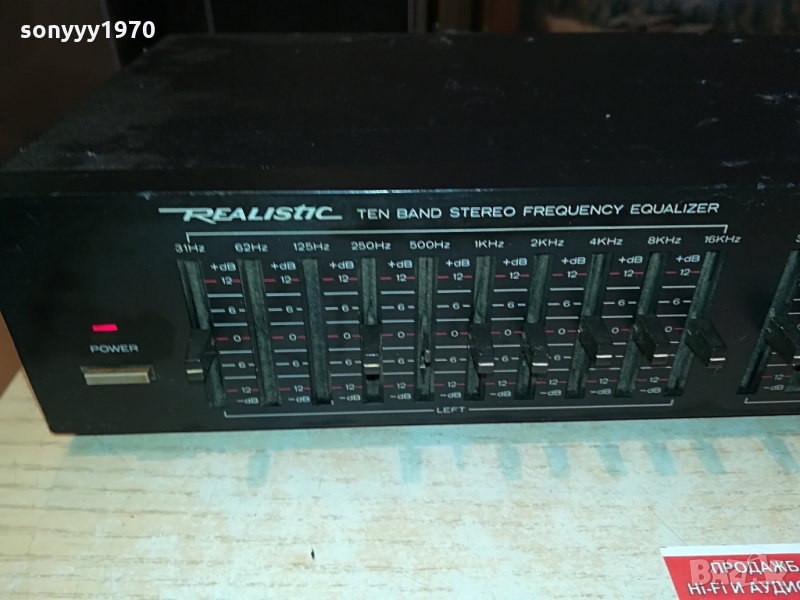 sonyyy1970
REALISTIC TEN BAND STEREO FREQUENCY EQUALIZER
31Hz 62Hz 125Hz 250Hz 500Hz 1KHz 2KHz 4KHz 8KHz 16KHz
+dB +dB +dB +dB +dB +dB +dB +dB +dB
12 12 12 12 12 12 12 12 12
6 6 6 6 6 6 6 6 6
0 0 0 0 0 0 0 0 0
6 6 6 6 6 6 6 6 6
12 12 12 12 12 12 12 12 12
-dB -dB -dB -dB -dB -dB -dB -dB -dB
LEFT
POWER
ПРОДАЖБ
Hi-Fi И АУДИО